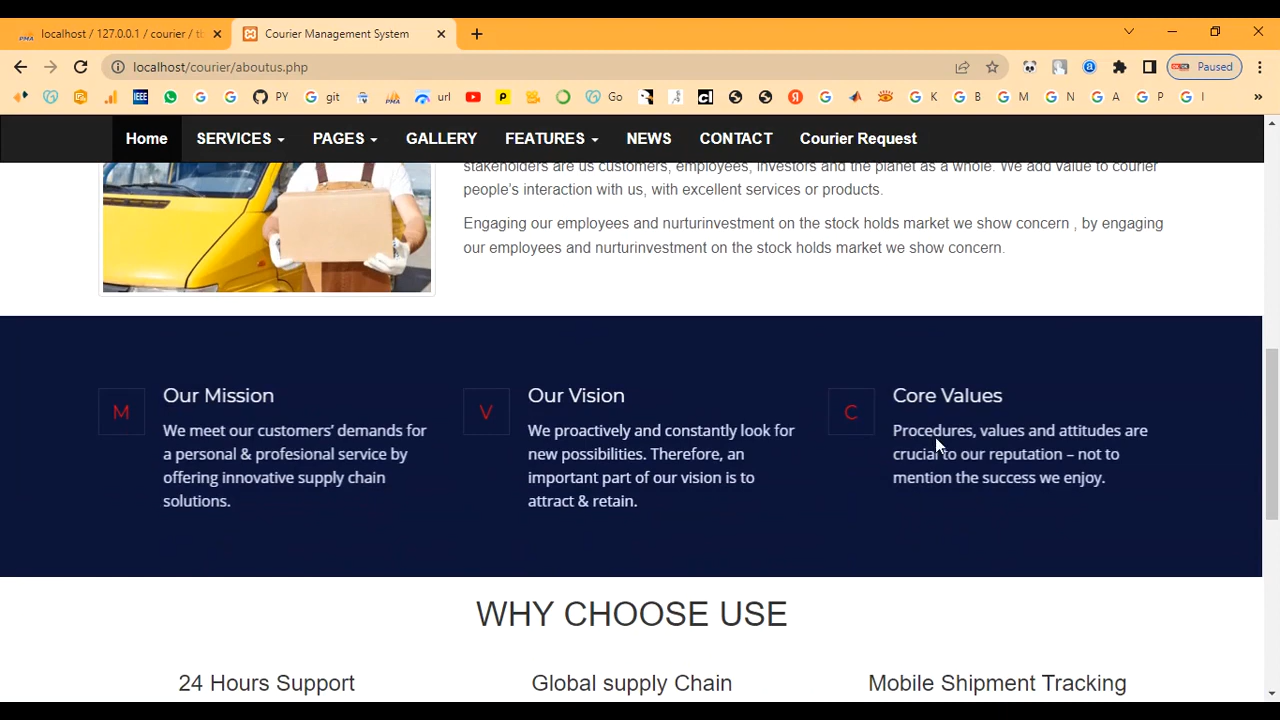 localhost / 127.0.0.1 / courier / tb
Courier Management System
localhost/courier/aboutus.php
Paused
PY
git
url
Go
K
B
M
N
A
P
I
Home
SERVICES
PAGES
GALLERY
FEATURES
NEWS
CONTACT
Courier Request
stakeholders are us customers, employees, investors and the planet as a whole. We add value to courier
people's interaction with us, with excellent services or products.
Engaging our employees and nurturinvestment on the stock holds market we show concern , by engaging
our employees and nurturinvestment on the stock holds market we show concern.
M
Our Mission
We meet our customers' demands for
a personal & profesional service by
offering innovative supply chain
solutions.
V
Our Vision
We proactively and constantly look for
new possibilities. Therefore, an
important part of our vision is to
attract & retain.
C
Core Values
Procedures, values and attitudes are
crucial to our reputation – not to
mention the success we enjoy.
WHY CHOOSE USE
24 Hours Support
Global supply Chain
Mobile Shipment Tracking